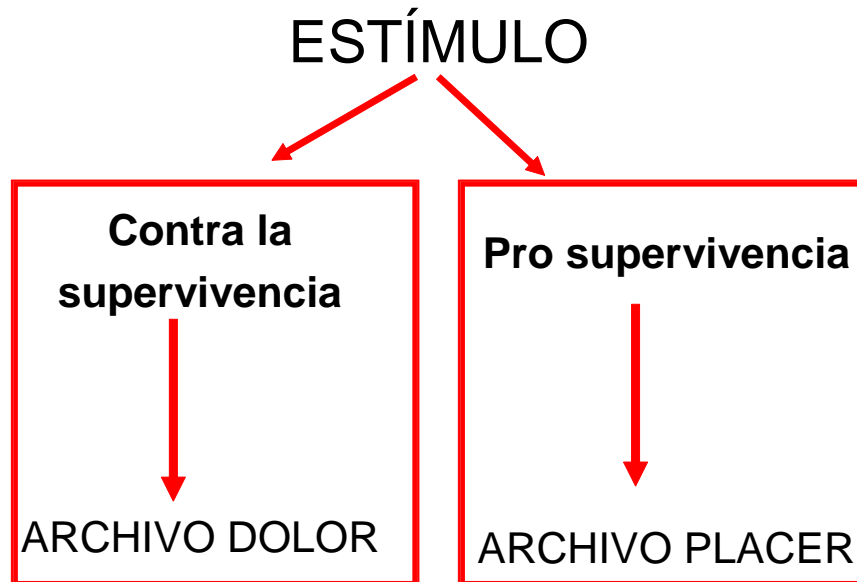 ESTÍMULO
Contra la
supervivencia
ARCHIVO DOLOR
Pro supervivencia
ARCHIVO PLACER